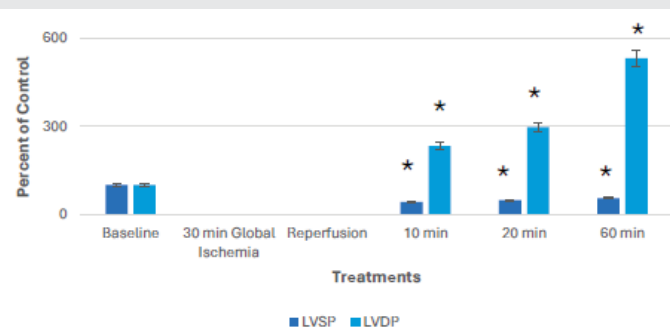 600
300
0
Percent of Control
*
*
*
*
*
*
Baseline
30 min Global
Ischemia
Reperfusion
10 min
20 min
60 min
Treatments
LVSP LVDP